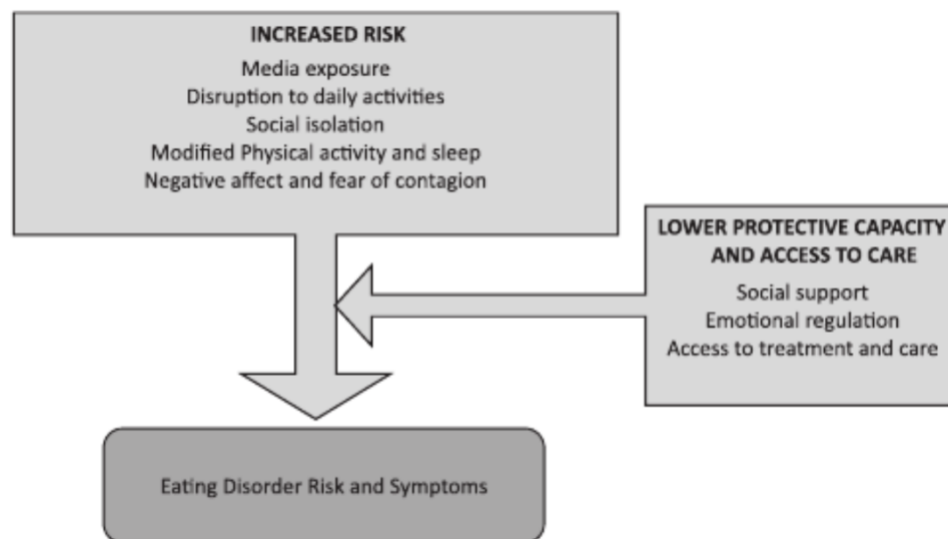 INCREASED RISK
Media exposure
Disruption to daily activities
Social isolation
Modified Physical activity and sleep
Negative affect and fear of contagion
LOWER PROTECTIVE CAPACITY
AND ACCESS TO CARE
Social support
Emotional regulation
Access to treatment and care
Eating Disorder Risk and Symptoms